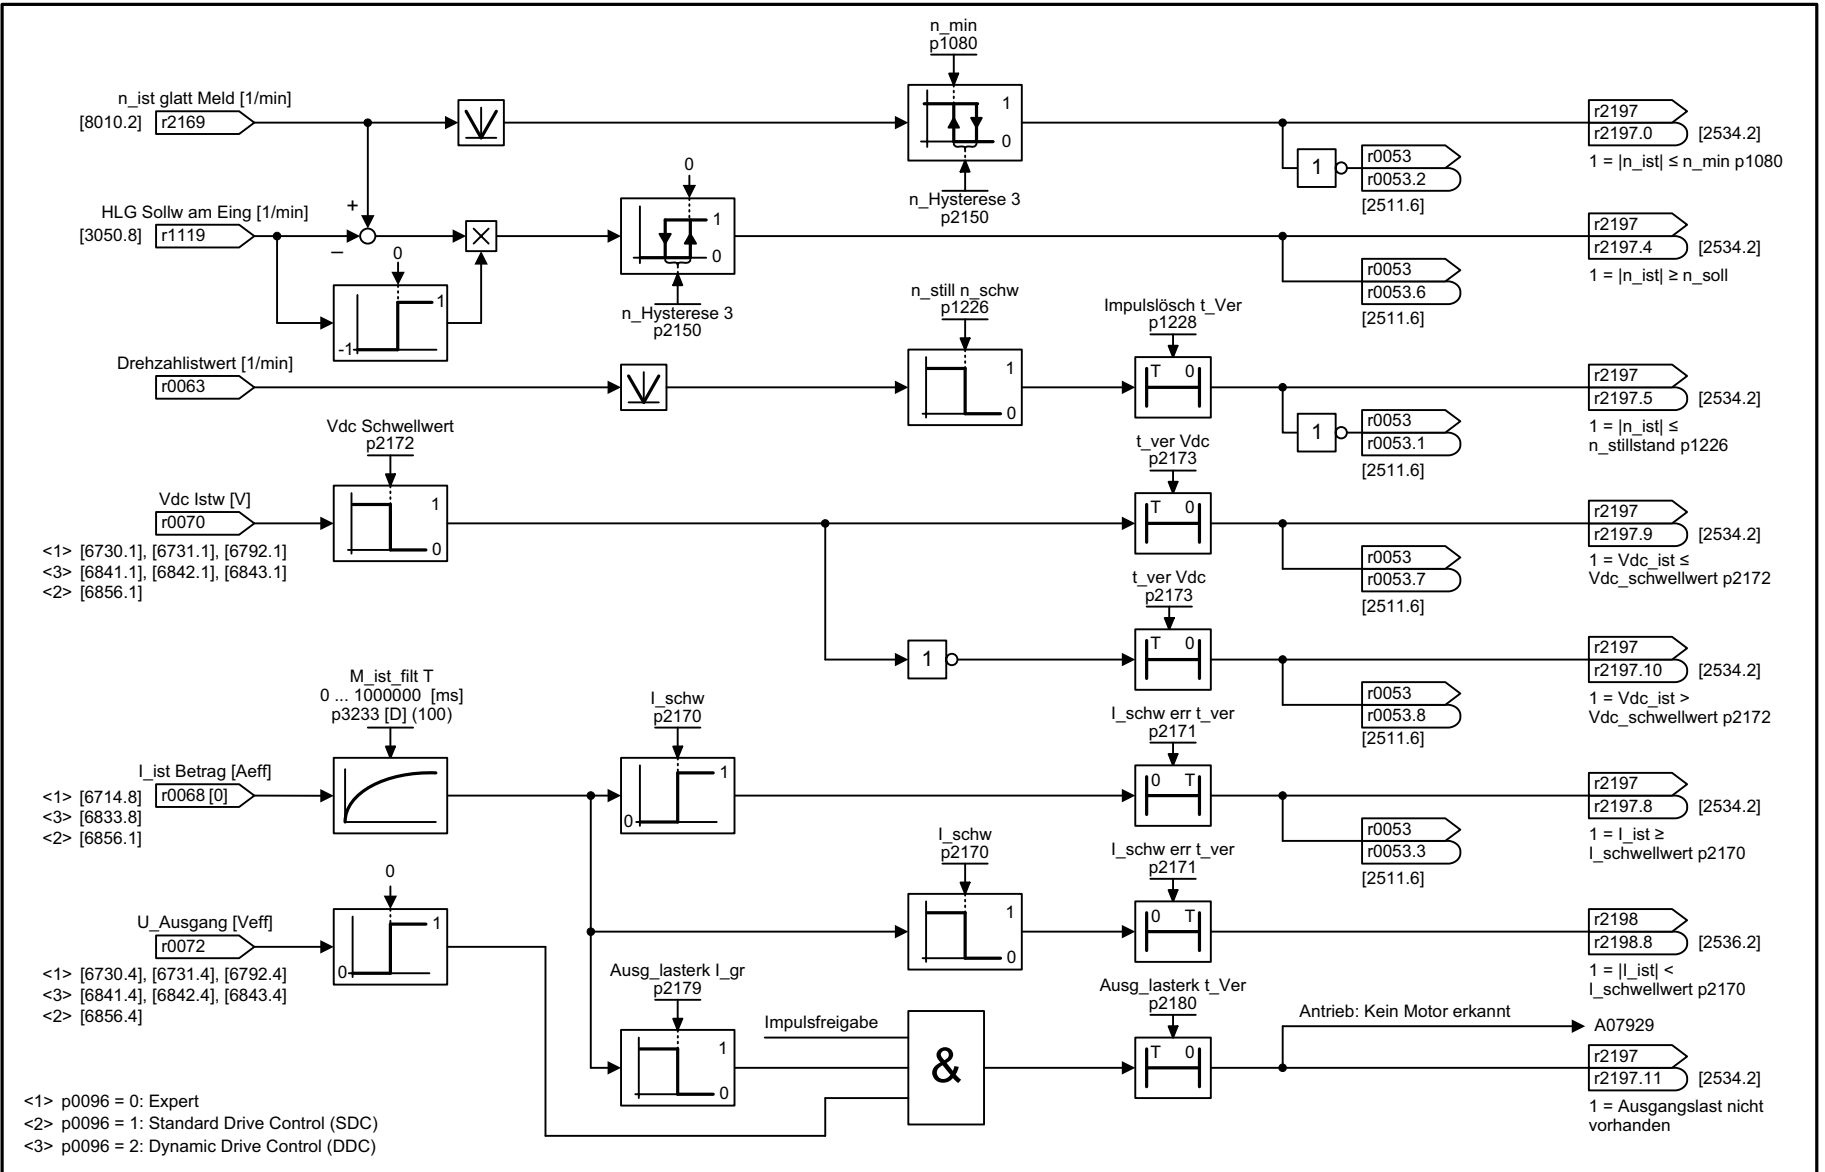 n_min
p1080
n_ist glatt Meld [1/min]
[8010.2]
r2169
1
0
r2197
r2197.0
[2534.2]
1 = |n_ist| ≤ n_min p1080
1
r0053
r0053.2
[2511.6]
n_Hysterese 3
p2150
HLG Sollw am Eing [1/min]
[3050.8]
r1119
+
–
0
1
0
n_Hysterese 3
p2150
0
1
-1
r2197
r2197.4
[2534.2]
1 = |n_ist| ≥ n_soll
r0053
r0053.6
[2511.6]
Drehzahlistwert [1/min]
r0063
n_still n_schw
p1226
1
0
Impulslösch t_Ver
p1228
T 0
r2197
r2197.5
[2534.2]
1 = |n_ist| ≤
n_stillstand p1226
1
r0053
r0053.1
[2511.6]
Vdc Schwellwert
p2172
Vdc Istw [V]
r0070
1
0
<1> [6730.1], [6731.1], [6792.1]
<3> [6841.1], [6842.1], [6843.1]
<2> [6856.1]
t_ver Vdc
p2173
T 0
r2197
r2197.9
[2534.2]
1 = Vdc_ist ≤
Vdc_schwellwert p2172
r0053
r0053.7
[2511.6]
t_ver Vdc
p2173
1
T 0
r2197
r2197.10
[2534.2]
1 = Vdc_ist >
Vdc_schwellwert p2172
r0053
r0053.8
[2511.6]
M_ist_filt T
0 ... 1000000 [ms]
p3233 [D] (100)
I_ist Betrag [Aeff]
r0068 [0]
<1> [6714.8]
<3> [6833.8]
<2> [6856.1]
I_schw
p2170
1
0
I_schw err t_ver
p2171
0 T
r2197
r2197.8
[2534.2]
1 = I_ist ≥
I_schwellwert p2170
r0053
r0053.3
[2511.6]
I_schw
p2170
1
0
I_schw err t_ver
p2171
0 T
r2198
r2198.8
[2536.2]
1 = |I_ist| <
I_schwellwert p2170
0
U_Ausgang [Veff]
r0072
1
0
<1> [6730.4], [6731.4], [6792.4]
<3> [6841.4], [6842.4], [6843.4]
<2> [6856.4]
Ausg_lasterk I_gr
p2179
1
0
Impulsfreigabe
&
Ausg_lasterk t_Ver
p2180
T 0
Antrieb: Kein Motor erkannt
A07929
r2197
r2197.11
[2534.2]
1 = Ausgangslast nicht
vorhanden
<1> p0096 = 0: Expert
<2> p0096 = 1: Standard Drive Control (SDC)
<3> p0096 = 2: Dynamic Drive Control (DDC)